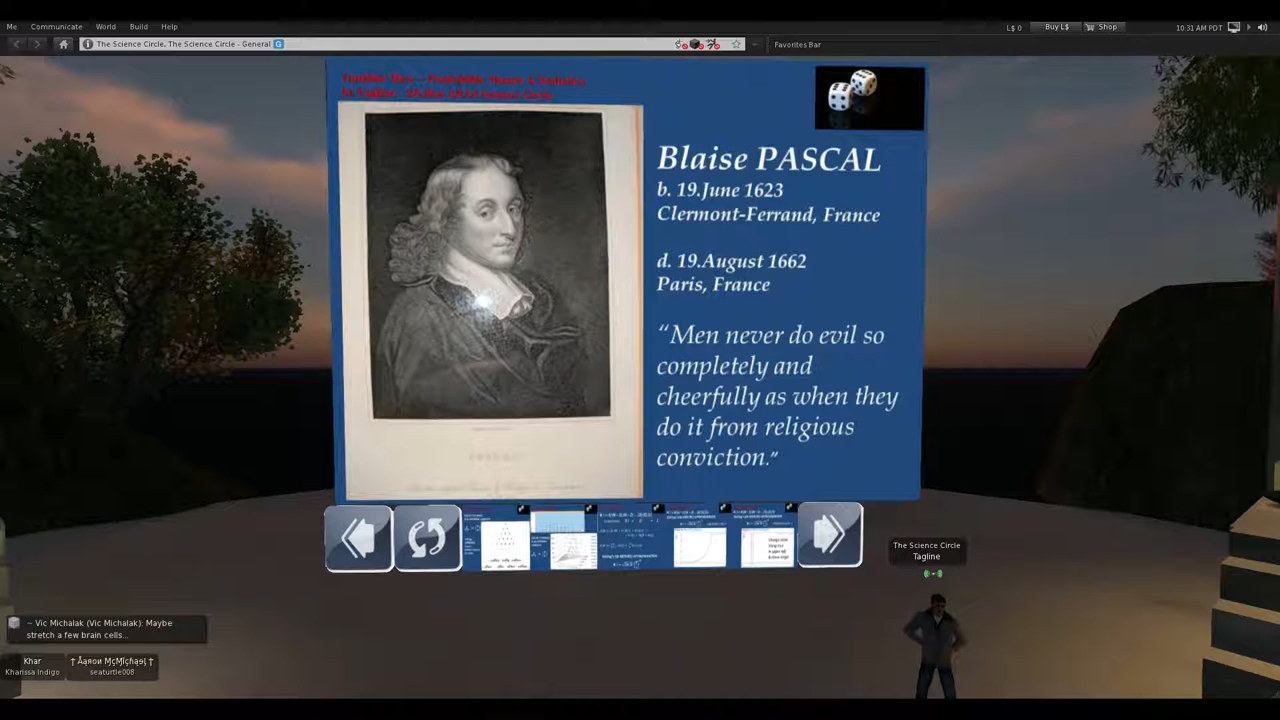 Me Communicate World Build Help
L$ 0 Buy L$ Shop 10:31 AM PDT
The Science Circle, The Science Circle - General G
Favorites Bar
Blaise PASCAL
b. 19.June 1623
Clermont-Ferrand, France
d. 19.August 1662
Paris, France
“Men never do evil so
completely and
cheerfully as when they
do it from religious
conviction.”
The Science Circle
Tagline
-- Vic Michalak (Vic Michalak): Maybe
stretch a few brain cells...
Khar
Kharissa Indigo
seaturtle008